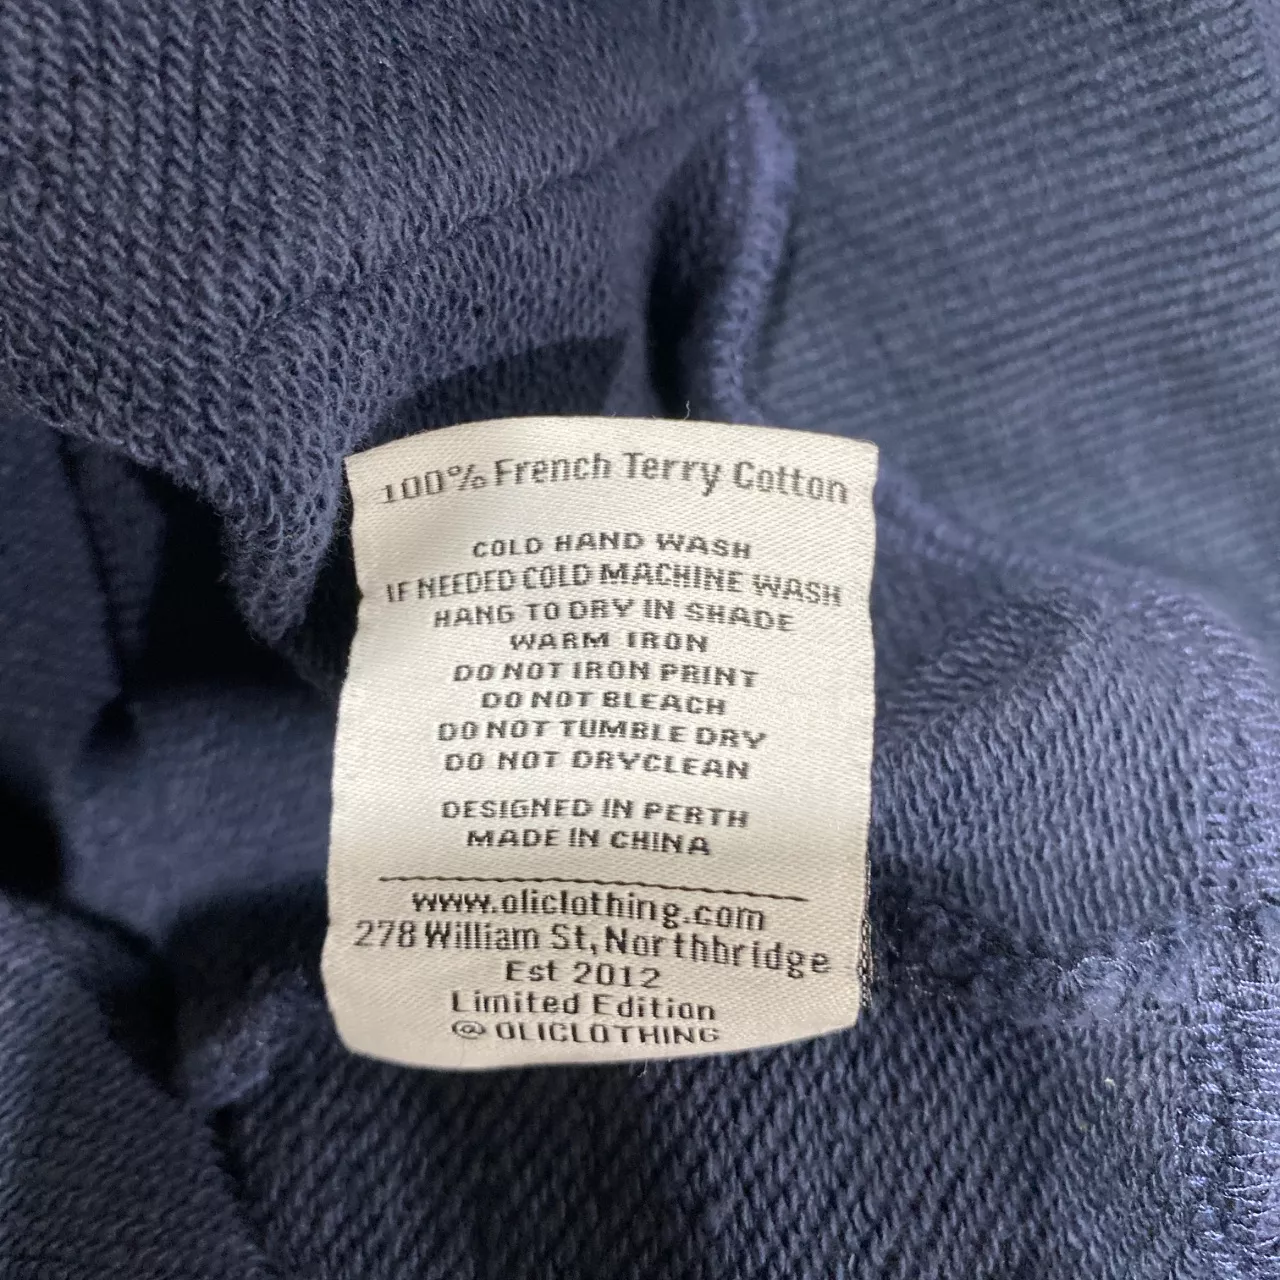 100% French Terry Cotton
COLD HAND WASH
IF NEEDED COLD MACHINE WASH
HANG TO DRY IN SHADE
WARM IRON
DO NOT IRON PRINT
DO NOT BLEACH
DO NOT TUMBLE DRY
DO NOT DRYCLEAN
DESIGNED IN PERTH
MADE IN CHINA
www.oliclothing.com
278 William St, Northbridge
Est 2012
Limited Edition
@OLICLOTHING